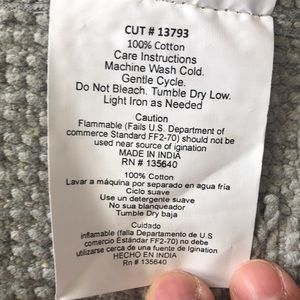 CUT # 13793
100% Cotton
Care Instructions
Machine Wash Cold.
Gentle Cycle.
Do Not Bleach. Tumble Dry Low.
Light Iron as Needed
Caution
Flammable (Fails U.S. Department of
commerce Standard FF2-70) should not be
used near source of igination
MADE IN INDIA
RN # 135640
100% Cotton
Lavar a máquina por separado en agua fría
Ciclo suave
Use un detergente suave
No sua blanqueador
Tumble Dry baja
Cuidado
inflamable (falla Departamento de U.S
comercio Estándar FF2-70) no debe
utilizarse cerca de una fuente de igination
HECHO EN INDIA
Rn # 135640